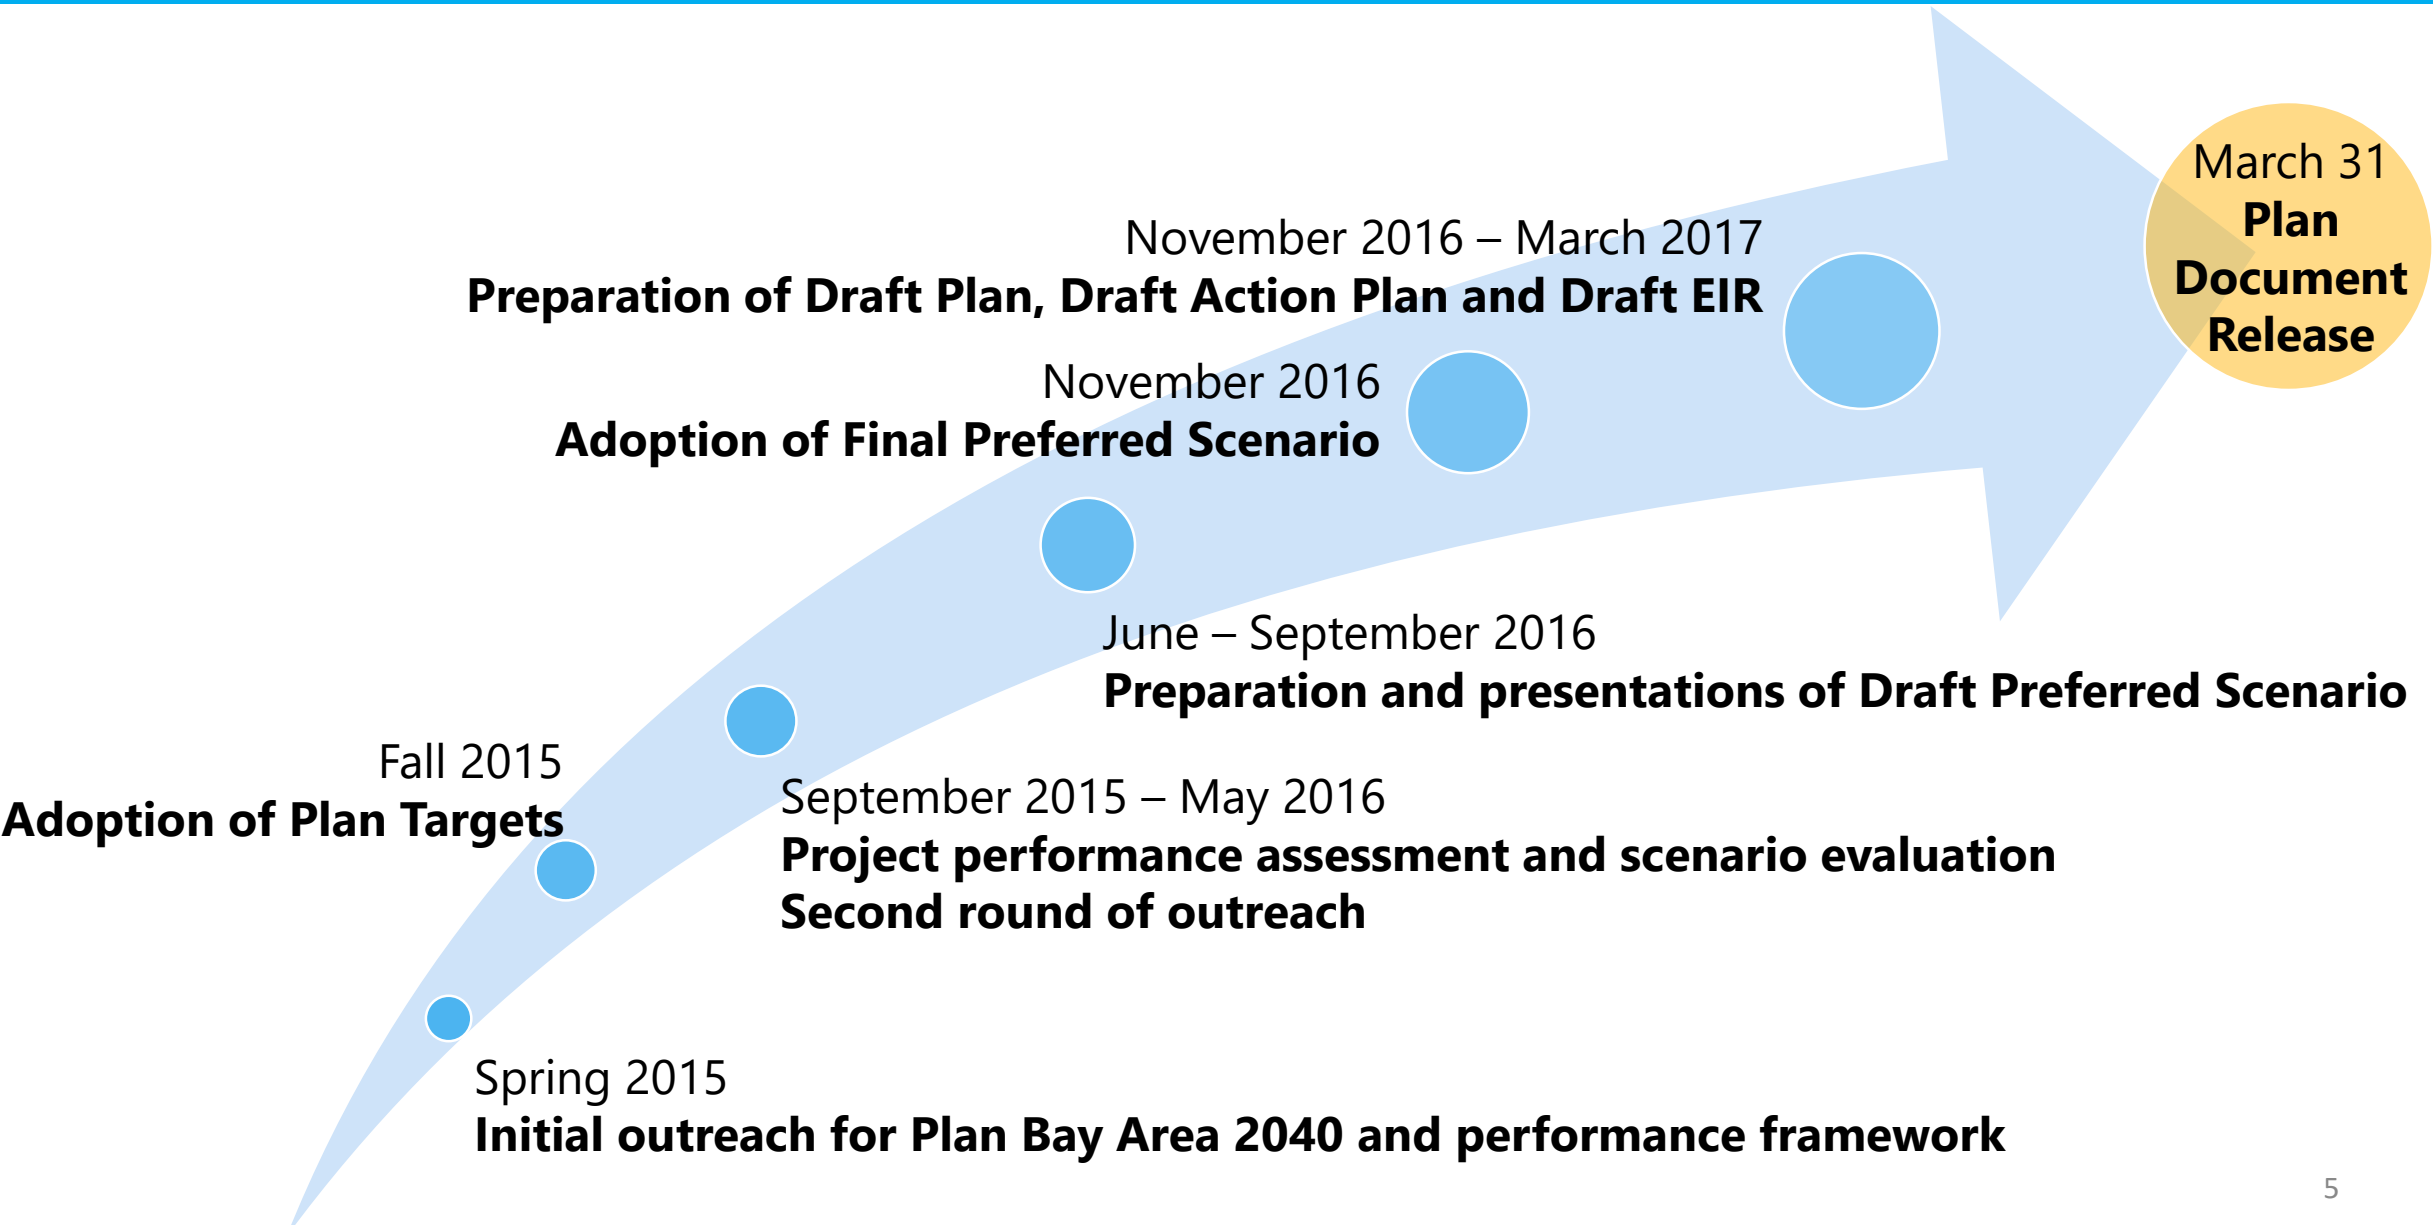 March 31
Plan
Document
Release
November 2016 – March 2017
Preparation of Draft Plan, Draft Action Plan and Draft EIR
November 2016
Adoption of Final Preferred Scenario
June – September 2016
Preparation and presentations of Draft Preferred Scenario
Fall 2015
Adoption of Plan Targets
September 2015 – May 2016
Project performance assessment and scenario evaluation
Second round of outreach
Spring 2015
Initial outreach for Plan Bay Area 2040 and performance framework
5